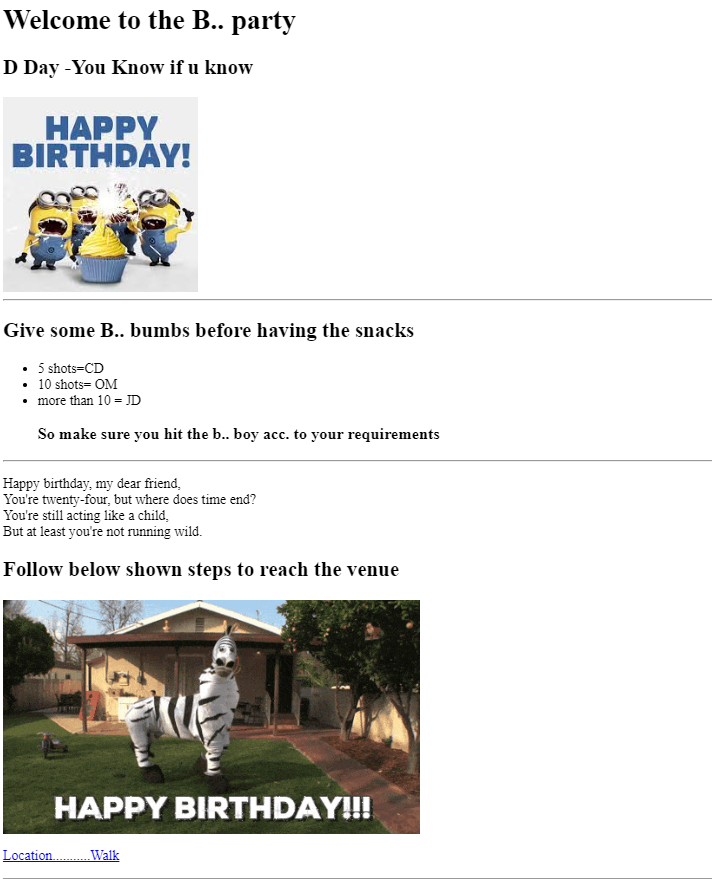 Welcome to the B.. party
D Day -You Know if u know
HAPPY
BIRTHDAY!
Give some B.. bumbs before having the snacks
5 shots=CD
10 shots= OM
more than 10 = JD
So make sure you hit the b.. boy acc. to your requirements
Happy birthday, my dear friend,
You're twenty-four, but where does time end?
You're still acting like a child,
But at least you're not running wild.
Follow below shown steps to reach the venue
HAPPY BIRTHDAY!!!
Location...........Walk